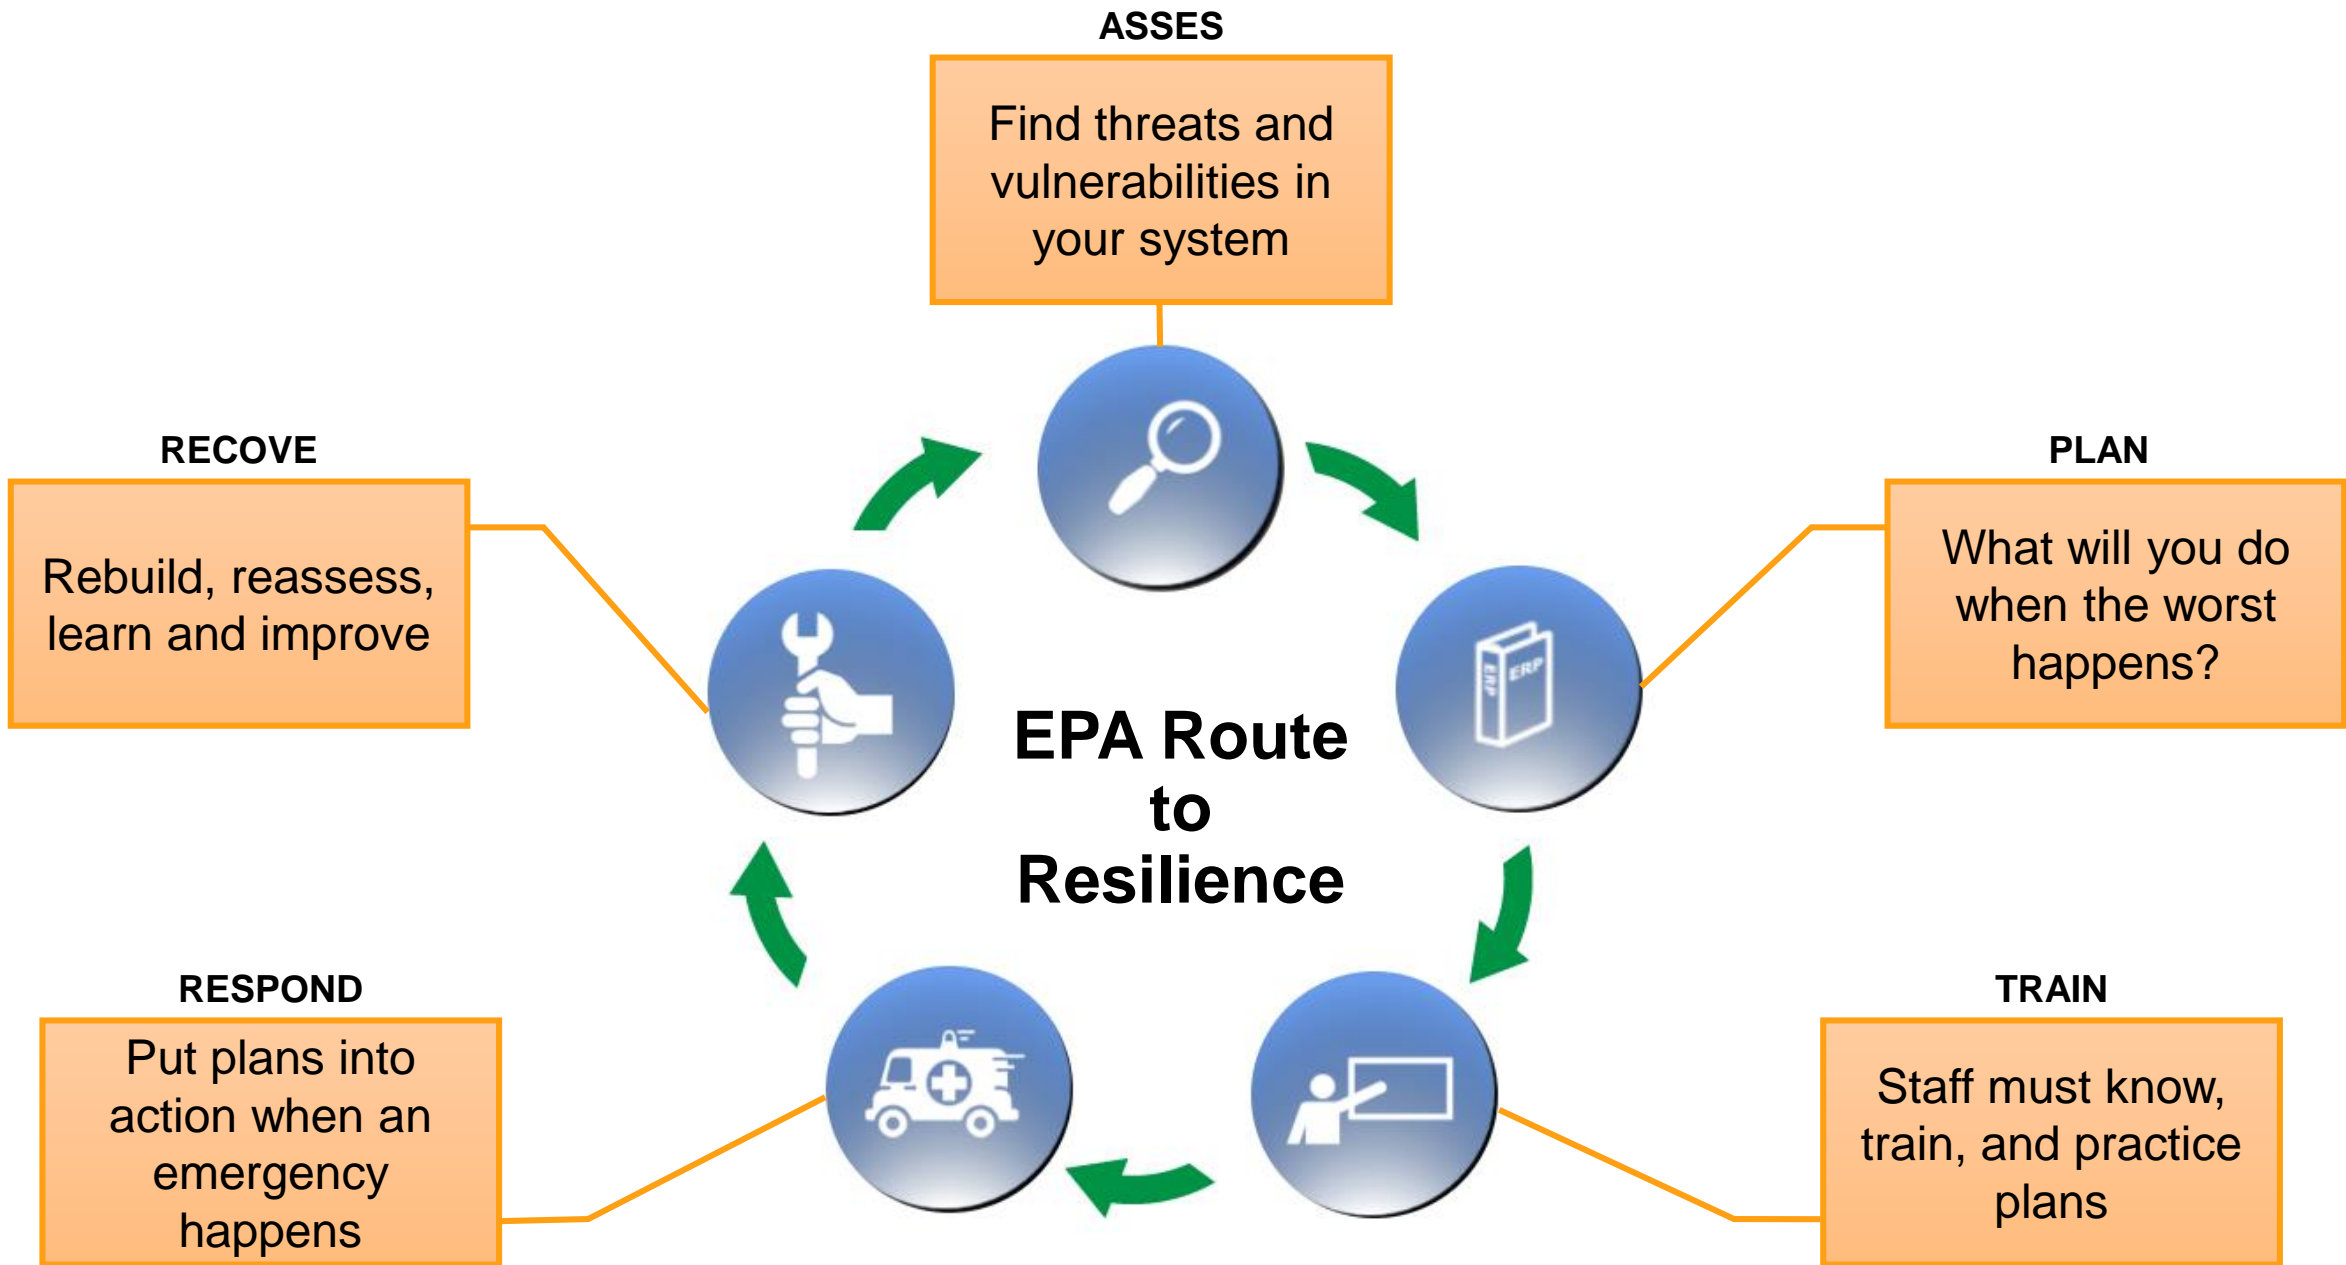 ASSES
Find threats and
vulnerabilities in
your system
RECOVE
Rebuild, reassess,
learn and improve
PLAN
What will you do
when the worst
happens?
ERP
ERP
EPA Route
to
Resilience
RESPOND
Put plans into
action when an
emergency
happens
TRAIN
Staff must know,
train, and practice
plans